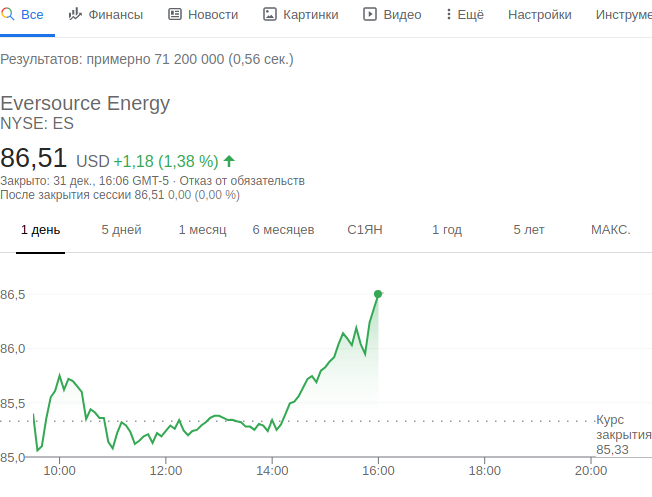 Все Финансы Новости Картинки Видео Ещё Настройки
Результатов: примерно 71 200 000 (0,56 сек.)
Eversource Energy
NYSE: ES
86,51 USD +1,18 (1,38 %)
Закрыто: 31 дек., 16:06 GMT-5 · Отказ от обязательств
После закрытия сессии 86,51 0,00 (0,00 %)
1 день 5 дней 1 месяц 6 месяцев С1ЯН 1 год 5 лет МАКС.
86,5
86,0
85,5
Курс
закрытия
85,33
85,0
10:00 12:00 14:00 16:00 18:00 20:00